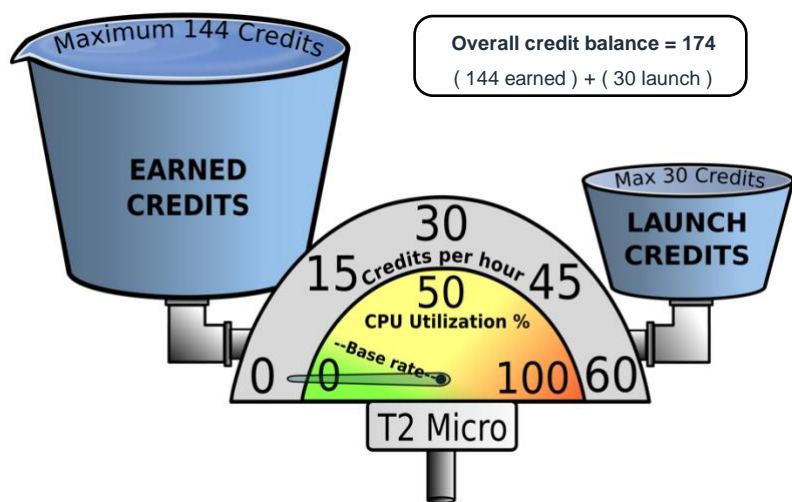 Maximum 144 Credits
Overall credit balance = 174
( 144 earned ) + ( 30 launch )
EARNED
CREDITS
Max 30 Credits
LAUNCH
CREDITS
0
15
30
45
60
Credits per hour
50
CPU Utilization %
--Base rate--
0
100
T2 Micro